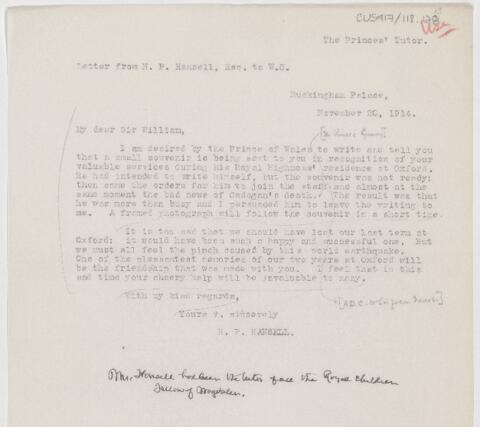 CUS417/118.178
Use
The Princes' Tutor.
Letter from H. P. Hansell, Esq. to W.O.
Buckingham Palace,
November 20, 1914.
My dear Sir William,
I am desired by the Prince of Wales to write and tell you
that a small souvenir is being sent to you in recognition of your
valuable services during his Royal Highness' residence at Oxford.
He had intended to write himself, but the souvenir was not ready:
then came the orders for him to join the staff and almost at the
same moment the bad news of Cadogan's death. The result was that
he was more than busy and I persuaded him to leave the writing to
me. A framed photograph will follow the souvenir in a short time.
It is too sad that we should have lost our last term at
Oxford: it would have been such a happy and successful one. But
we must all feel the pinch caused by this world earthquake.
One of the pleasantest memories of our two years at Oxford will
be the friendship that was made with you. I feel that in this
sad time your cheery help will be invaluable to many.
With my kind regards,
Yours v. sincerely
H. P. HANSELL.
Mr. Hansell had been the tutor of all the Royal children
Fellow of Magdalen.